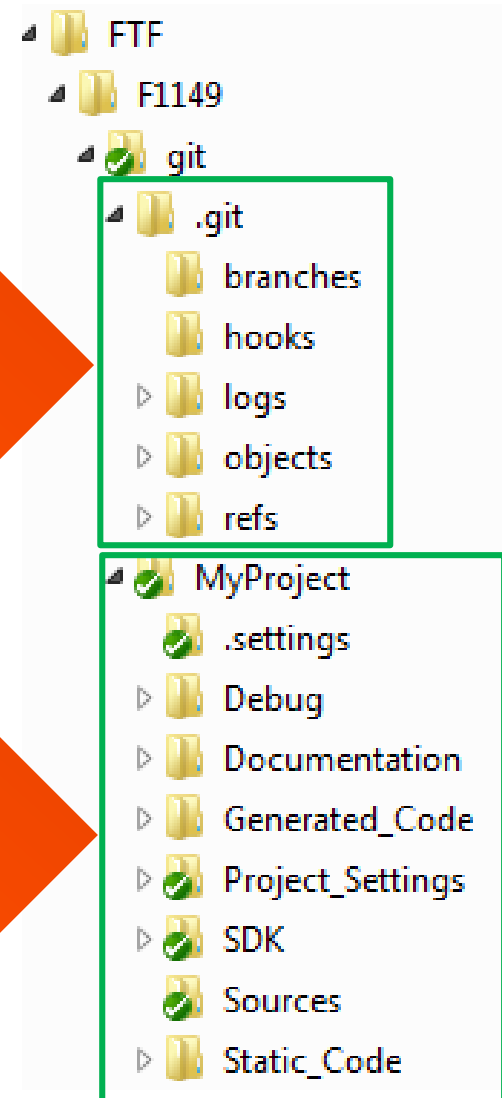 FTF
F1149
git
.git
branches
hooks
logs
objects
refs
MyProject
.settings
Debug
Documentation
Generated_Code
Project_Settings
SDK
Sources
Static_Code